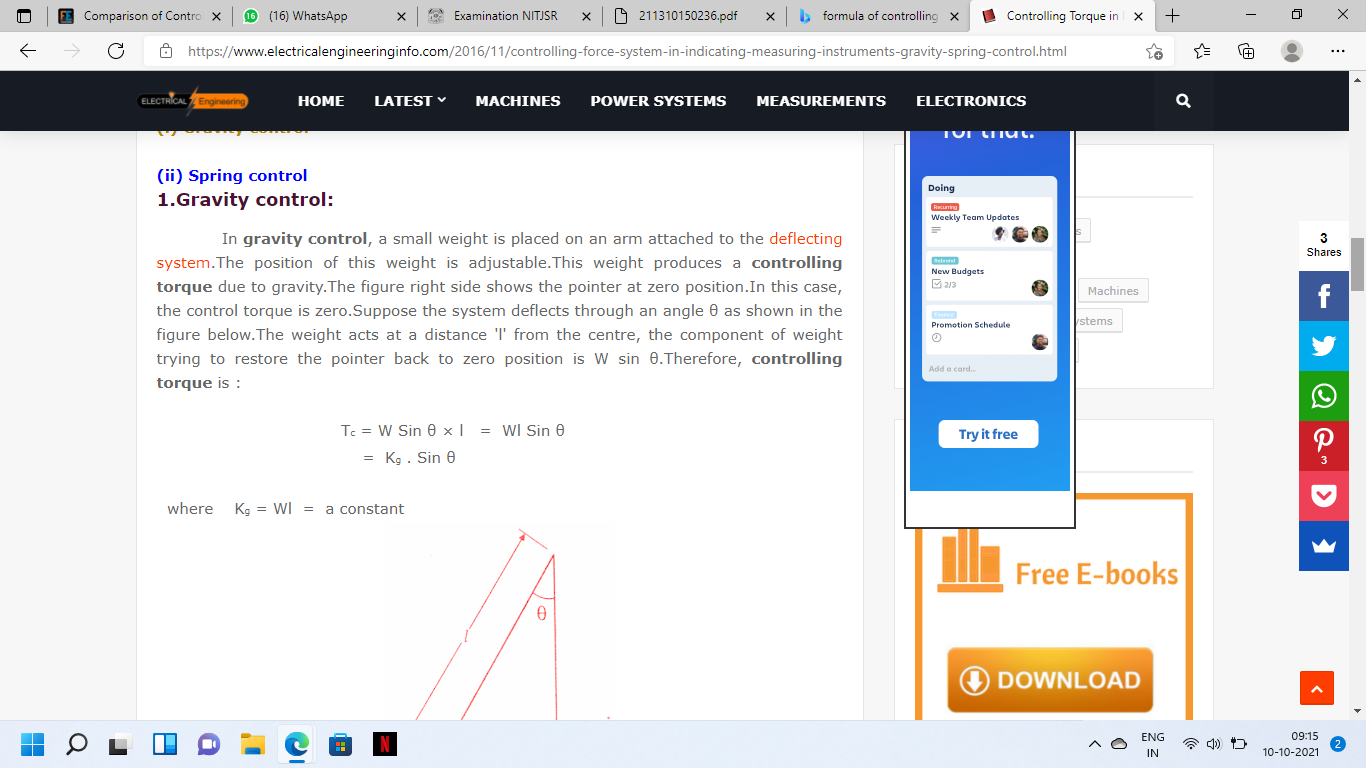 Comparison of Contro
(16) WhatsApp
Examination NITJSR
211310150236.pdf
formula of controlling
Controlling Torque in
https://www.electricalengineeringinfo.com/2016/11/controlling-force-system-in-indicating-measuring-instruments-gravity-spring-control.html
ELECTRICAL Engineering
HOME LATEST MACHINES POWER SYSTEMS MEASUREMENTS ELECTRONICS
(i) Gravity control
for that.
(ii) Spring control
1.Gravity control:
In gravity control, a small weight is placed on an arm attached to the deflecting
system.The position of this weight is adjustable.This weight produces a controlling
torque due to gravity.The figure right side shows the pointer at zero position.In this case,
the control torque is zero.Suppose the system deflects through an angle θ as shown in the
figure below.The weight acts at a distance 'l' from the centre, the component of weight
trying to restore the pointer back to zero position is W sin θ.Therefore, controlling
torque is :
Tc = W Sin θ × l = Wl Sin θ
= Kg . Sin θ
where Kg = Wl = a constant
l
θ
Doing
Recurring
Weekly Team Updates
Rebrand
New Budgets
2/3
Promotion Schedule
Add a card...
Try it free
s
Machines
ystems
Free E-books
DOWNLOAD
3
Shares
3
ENG
IN
09:15
10-10-2021
2